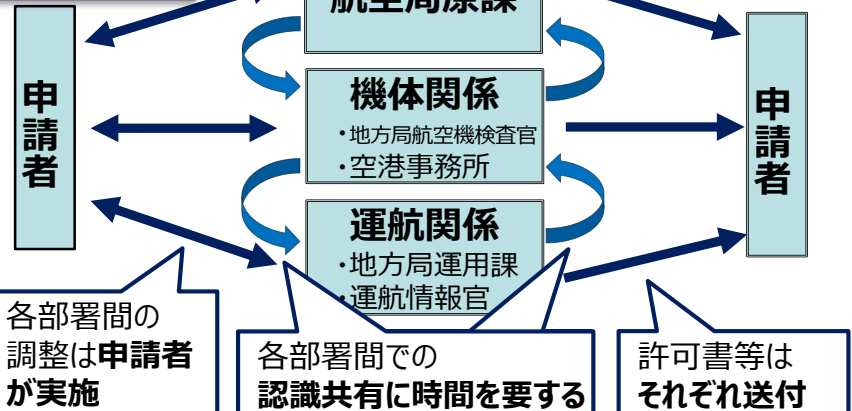 航空局原課
申請者
機体関係
・地方局航空機検査官
・空港事務所
申請者
運航関係
・地方局運用課
・運航情報官
各部署間の
調整は申請者
が実施
各部署間での
認識共有に時間を要する
許可書等は
それぞれ送付